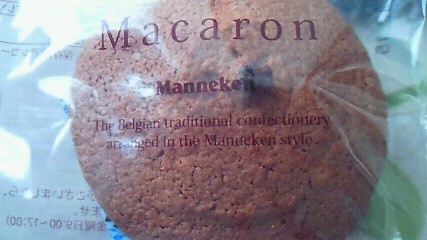 Macaron
Manneken
The Belgian traditional confectionery
arranged in the Manneken style